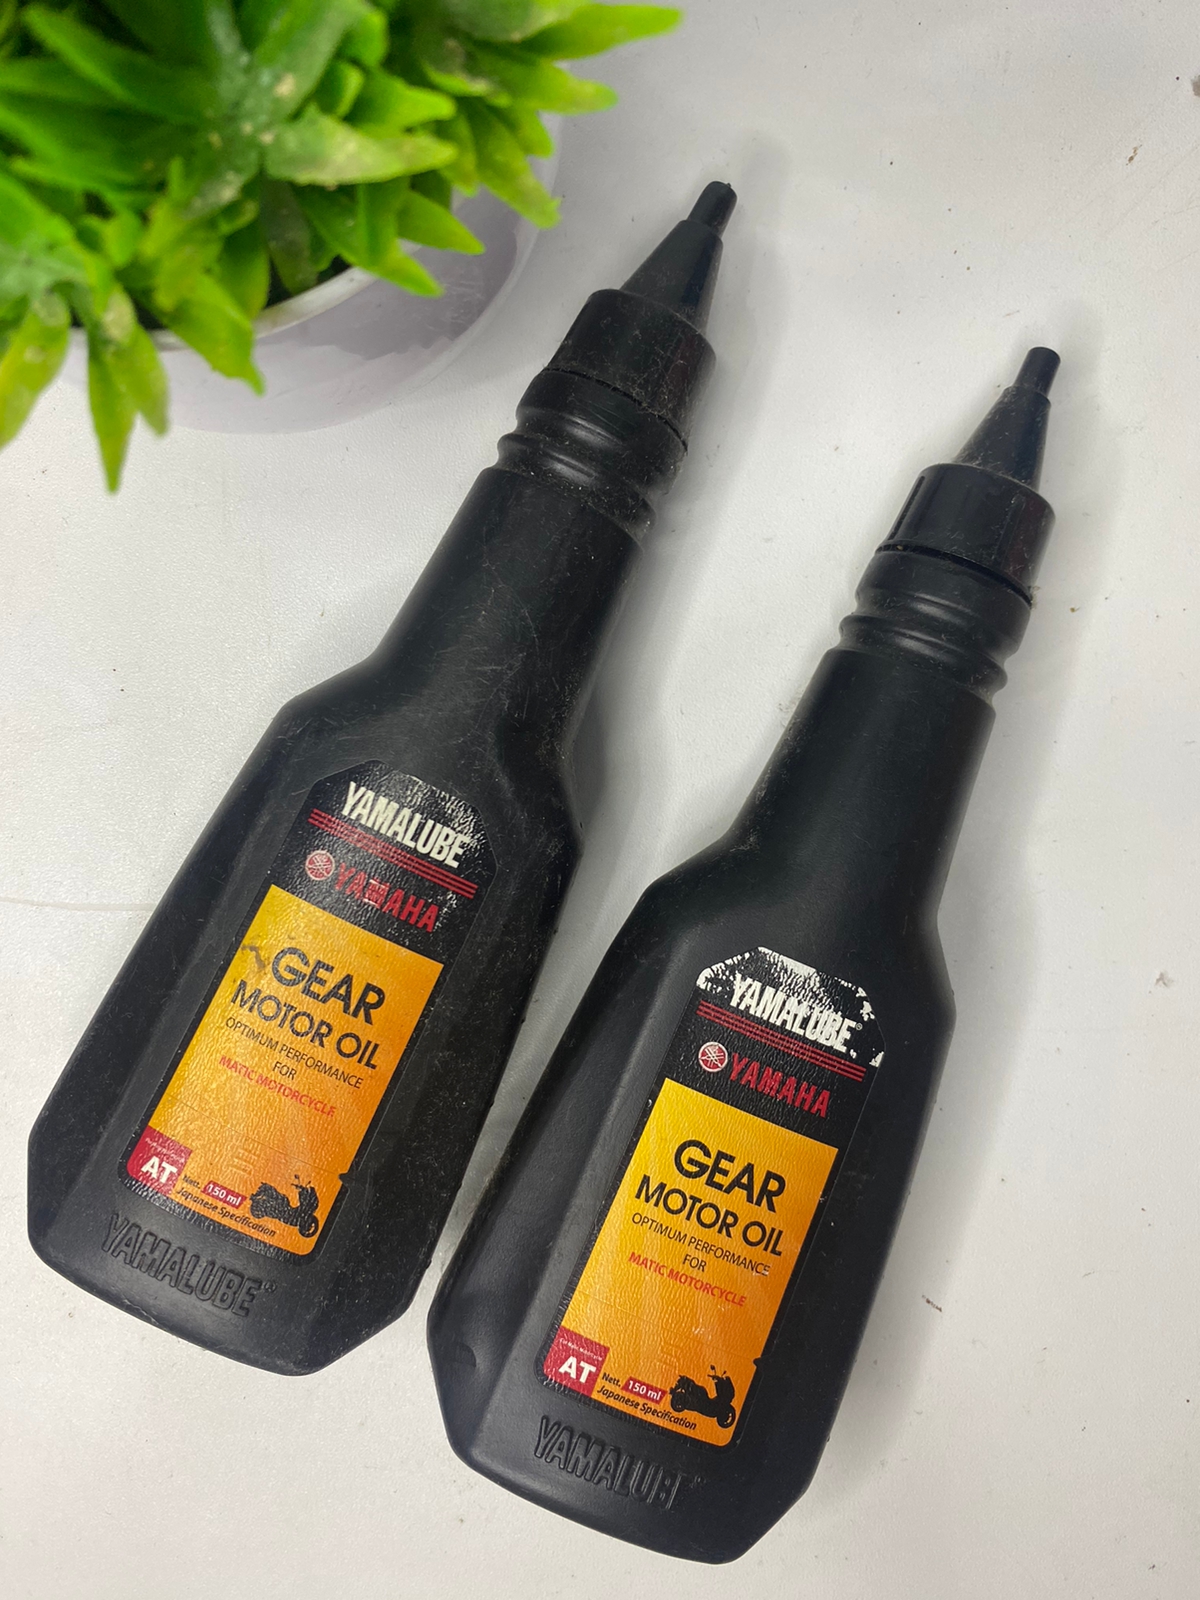 YAMALUBE
YAMAHA
GEAR
MOTOR OIL
OPTIMUM PERFORMANCE
FOR
MATIC MOTORCYCLE
AT
Nett. 150 ml
Japanese Specification
YAMALUBE®
YAMALUBE®
YAMAHA
GEAR
MOTOR OIL
OPTIMUM PERFORMANCE
FOR
MATIC MOTORCYCLE
AT
Nett. 150 ml
Japanese Specification
YAMALUBE®